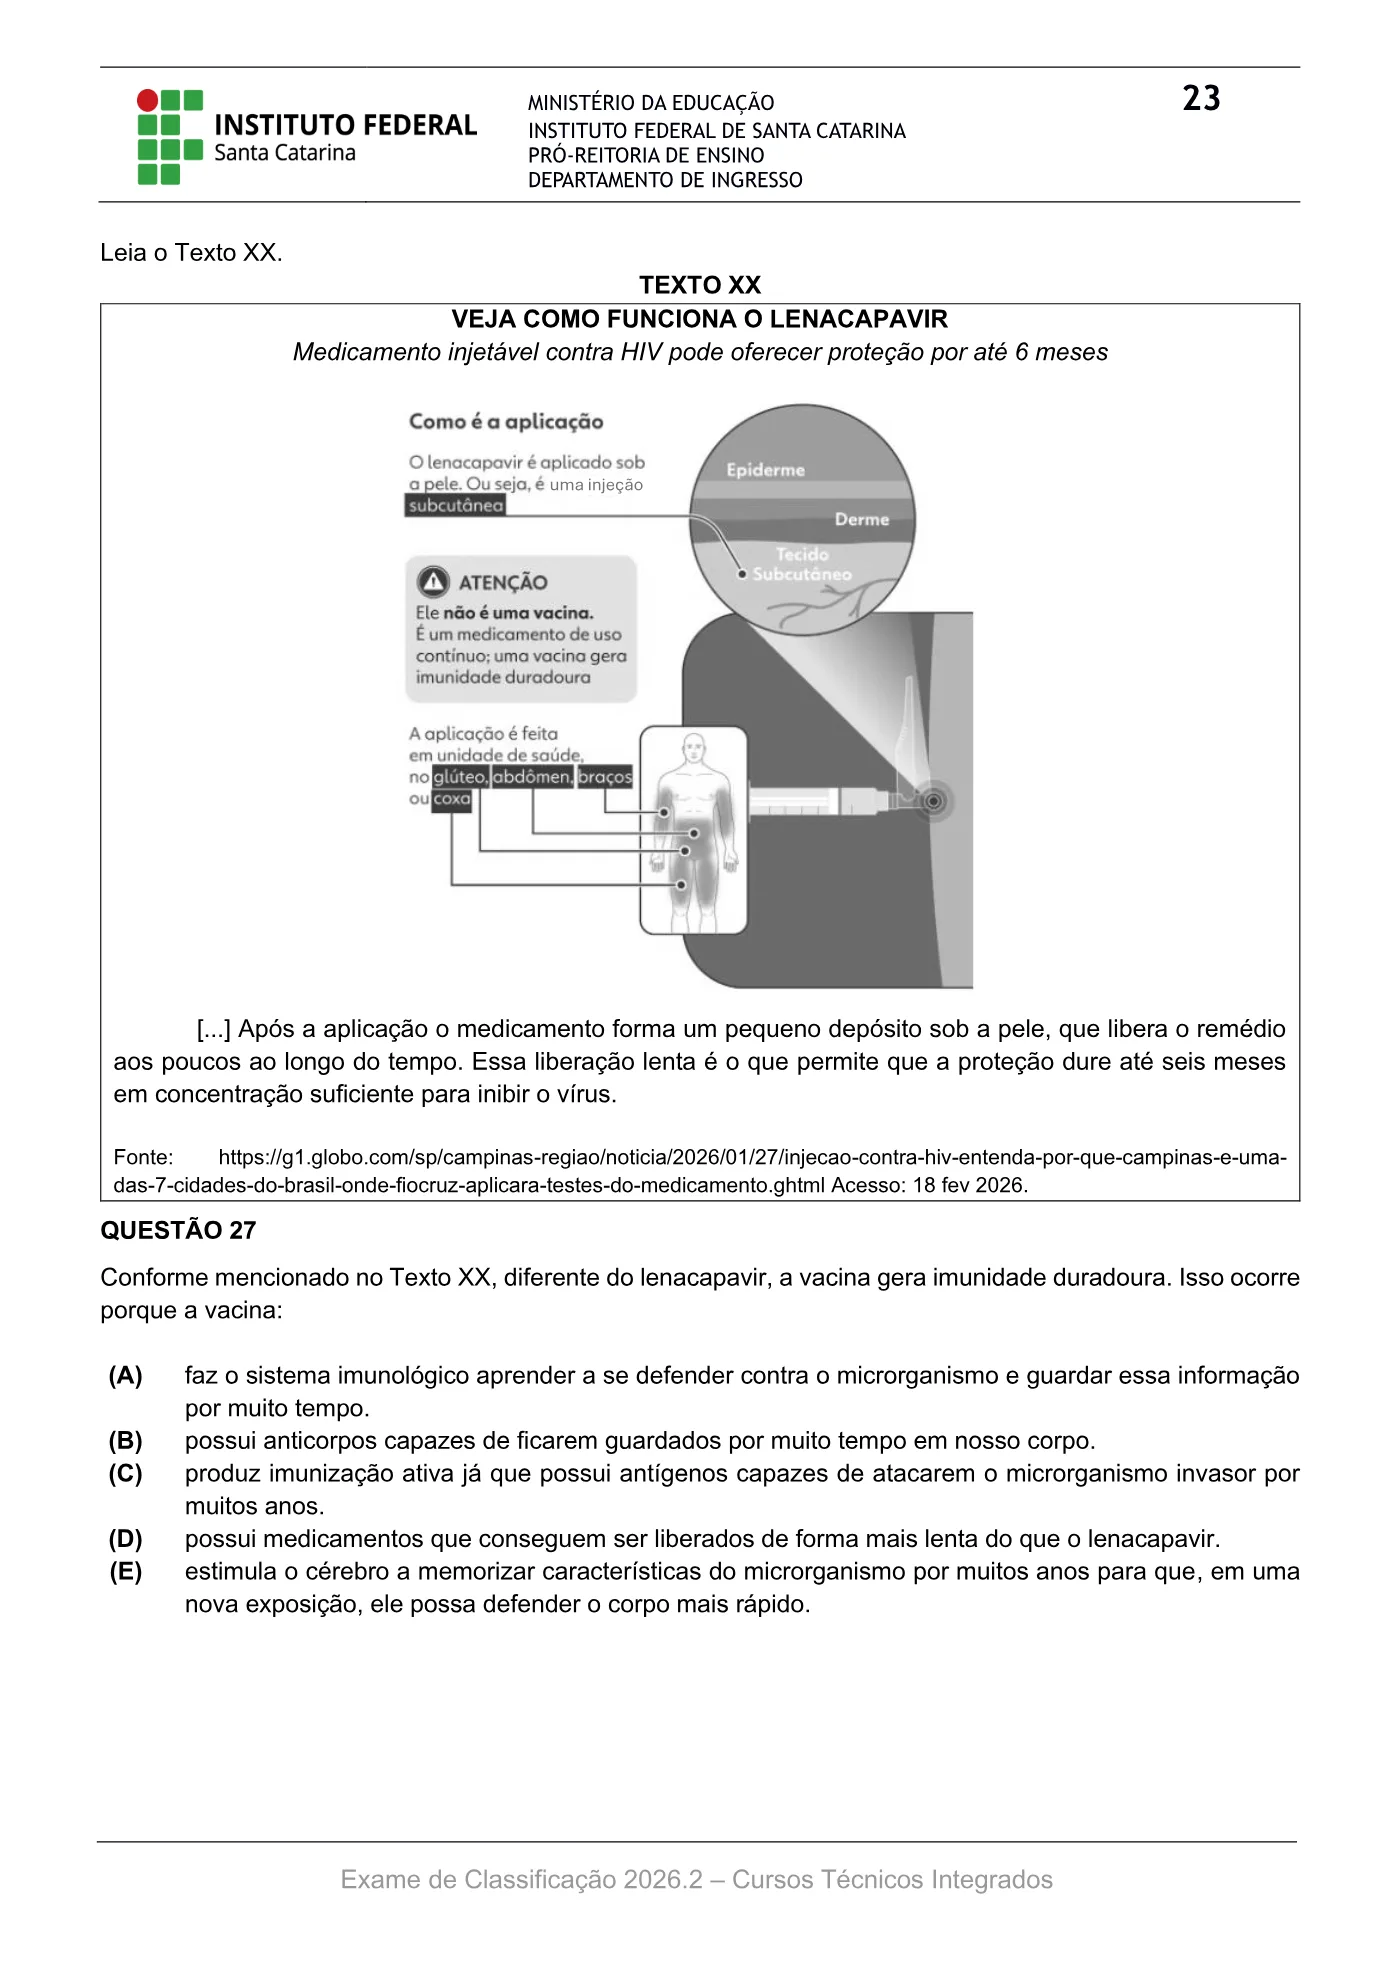 INSTITUTO FEDERAL
Santa Catarina
MINISTÉRIO DA EDUCAÇÃO
INSTITUTO FEDERAL DE SANTA CATARINA
PRÓ-REITORIA DE ENSINO
DEPARTAMENTO DE INGRESSO
23
Leia o Texto XX.
TEXTO XX
VEJA COMO FUNCIONA O LENACAPAVIR
Medicamento injetável contra HIV pode oferecer proteção por até 6 meses
Como é a aplicação
O lenacapavir é aplicado sob
a pele. Ou seja, é uma injeção
subcutânea
Epiderme
Derme
Tecido
Subcutâneo
ATENÇÃO
Ele não é uma vacina.
É um medicamento de uso
contínuo; uma vacina gera
imunidade duradoura
A aplicação é feita
em unidade de saúde,
no glúteo, abdômen, braços
ou coxa
[...] Após a aplicação o medicamento forma um pequeno depósito sob a pele, que libera o remédio
aos poucos ao longo do tempo. Essa liberação lenta é o que permite que a proteção dure até seis meses
em concentração suficiente para inibir o vírus.
Fonte: https://g1.globo.com/sp/campinas-regiao/noticia/2026/01/27/injecao-contra-hiv-entenda-por-que-campinas-e-uma-
das-7-cidades-do-brasil-onde-fiocruz-aplicara-testes-do-medicamento.ghtml Acesso: 18 fev 2026.
QUESTÃO 27
Conforme mencionado no Texto XX, diferente do lenacapavir, a vacina gera imunidade duradoura. Isso ocorre
porque a vacina:
(A) faz o sistema imunológico aprender a se defender contra o microrganismo e guardar essa informação
por muito tempo.
(B) possui anticorpos capazes de ficarem guardados por muito tempo em nosso corpo.
(C) produz imunização ativa já que possui antígenos capazes de atacarem o microrganismo invasor por
muitos anos.
(D) possui medicamentos que conseguem ser liberados de forma mais lenta do que o lenacapavir.
(E) estimula o cérebro a memorizar características do microrganismo por muitos anos para que, em uma
nova exposição, ele possa defender o corpo mais rápido.
Exame de Classificação 2026.2 – Cursos Técnicos Integrados